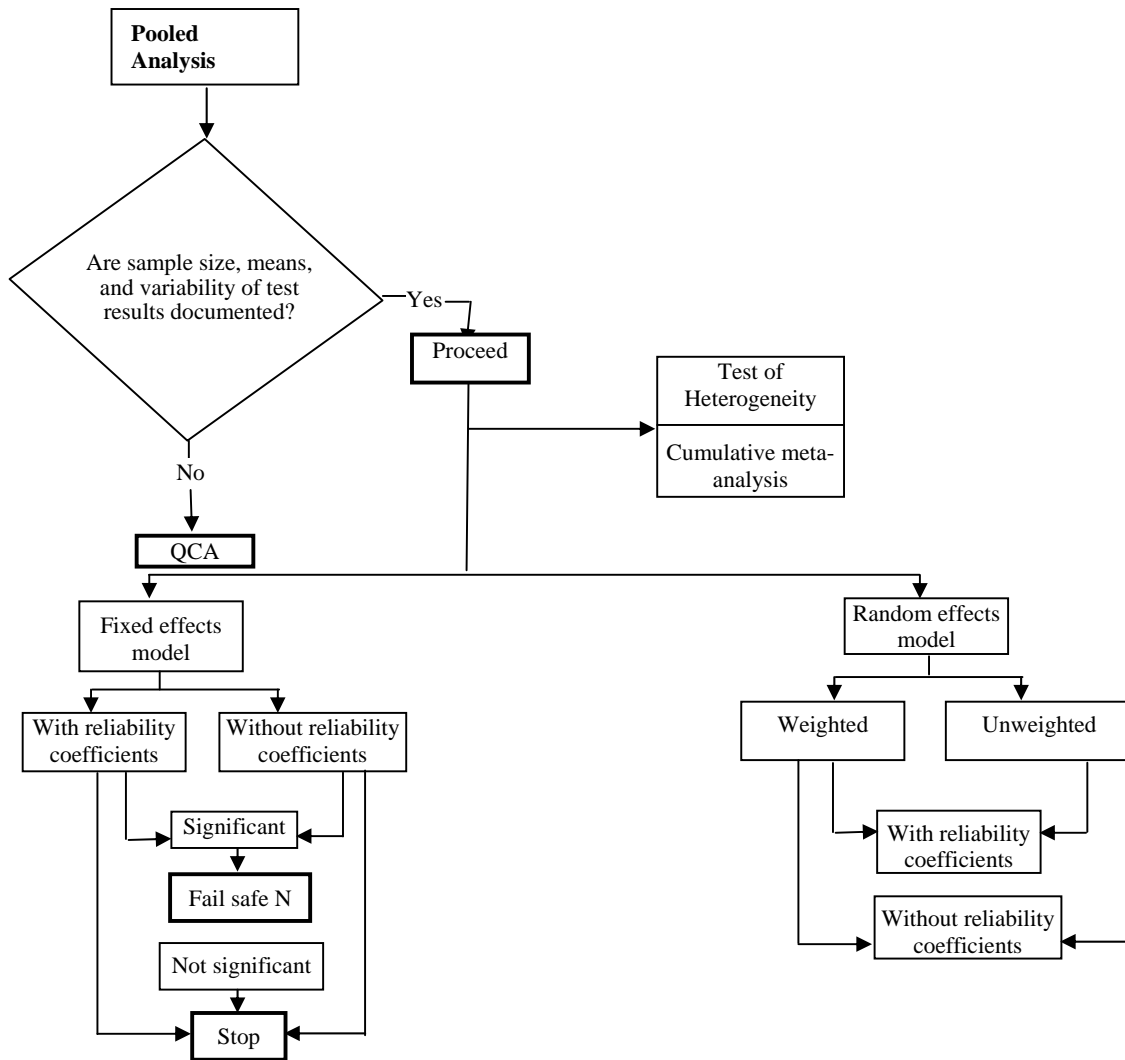 Pooled
Analysis
Are sample size, means,
and variability of test
results documented?
Yes
Proceed
Test of
Heterogeneity
Cumulative meta-
analysis
No
QCA
Fixed effects
model
Random effects
model
With reliability
coefficients
Without reliability
coefficients
Weighted
Unweighted
Significant
With reliability
coefficients
Fail safe N
Without reliability
coefficients
Not significant
Stop